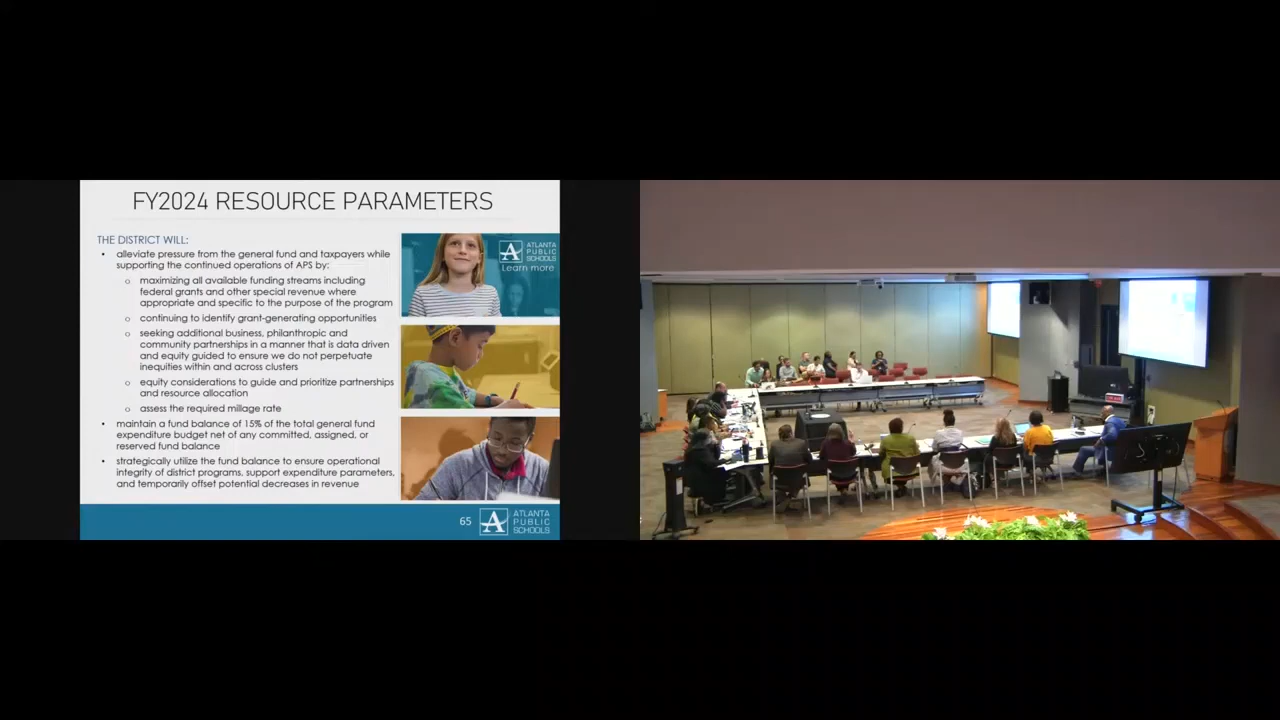 FY2024 RESOURCE PARAMETERS
THE DISTRICT WILL:
• alleviate pressure from the general fund and taxpayers while
supporting the continued operations of APS by:
o maximizing all available funding streams including
federal grants and other special revenue where
appropriate and specific to the purpose of the program
o continuing to identify grant-generating opportunities
o seeking additional business, philanthropic and
community partnerships in a manner that is data driven
and equity guided to ensure we do not perpetuate
inequities within and across clusters
o equity considerations to guide and prioritize partnerships
and resource allocation
o assess the required millage rate
• maintain a fund balance of 15% of the total general fund
expenditure budget net of any committed, assigned, or
reserved fund balance
• strategically utilize the fund balance to ensure operational
integrity of district programs, support expenditure parameters,
and temporarily offset potential decreases in revenue
A ATLANTA
PUBLIC
SCHOOLS
Learn more
65
A ATLANTA
PUBLIC
SCHOOLS